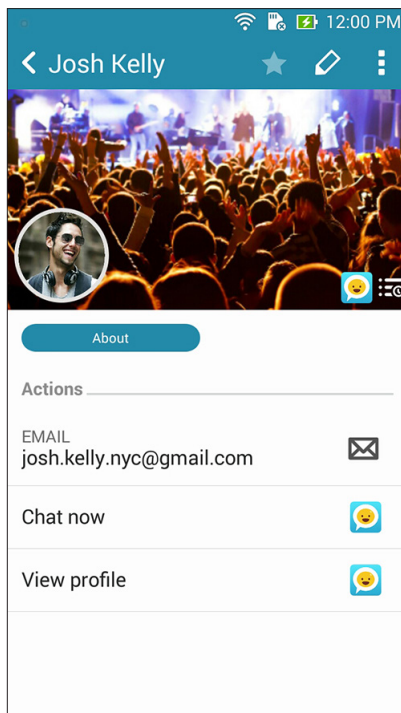 12:00 PM
Josh Kelly
About
Actions
EMAIL
josh.kelly.nyc@gmail.com
Chat now
View profile